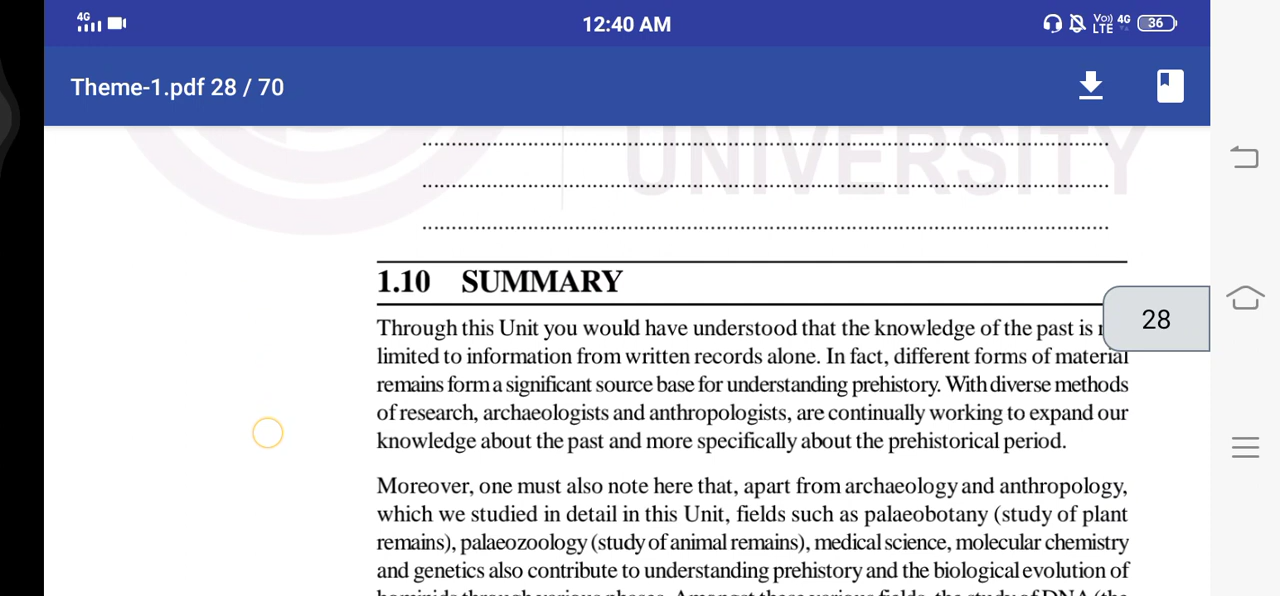 4G 12:40 AM Vo)) LTE 4G 36
Theme-1.pdf 28 / 70
UNIVERSITY
1.10 SUMMARY
Through this Unit you would have understood that the knowledge of the past is
28
limited to information from written records alone. In fact, different forms of material
remains form a significant source base for understanding prehistory. With diverse methods
of research, archaeologists and anthropologists, are continually working to expand our
knowledge about the past and more specifically about the prehistorical period.
Moreover, one must also note here that, apart from archaeology and anthropology,
which we studied in detail in this Unit, fields such as palaeobotany (study of plant
remains), palaeozoology (study of animal remains), medical science, molecular chemistry
and genetics also contribute to understanding prehistory and the biological evolution of